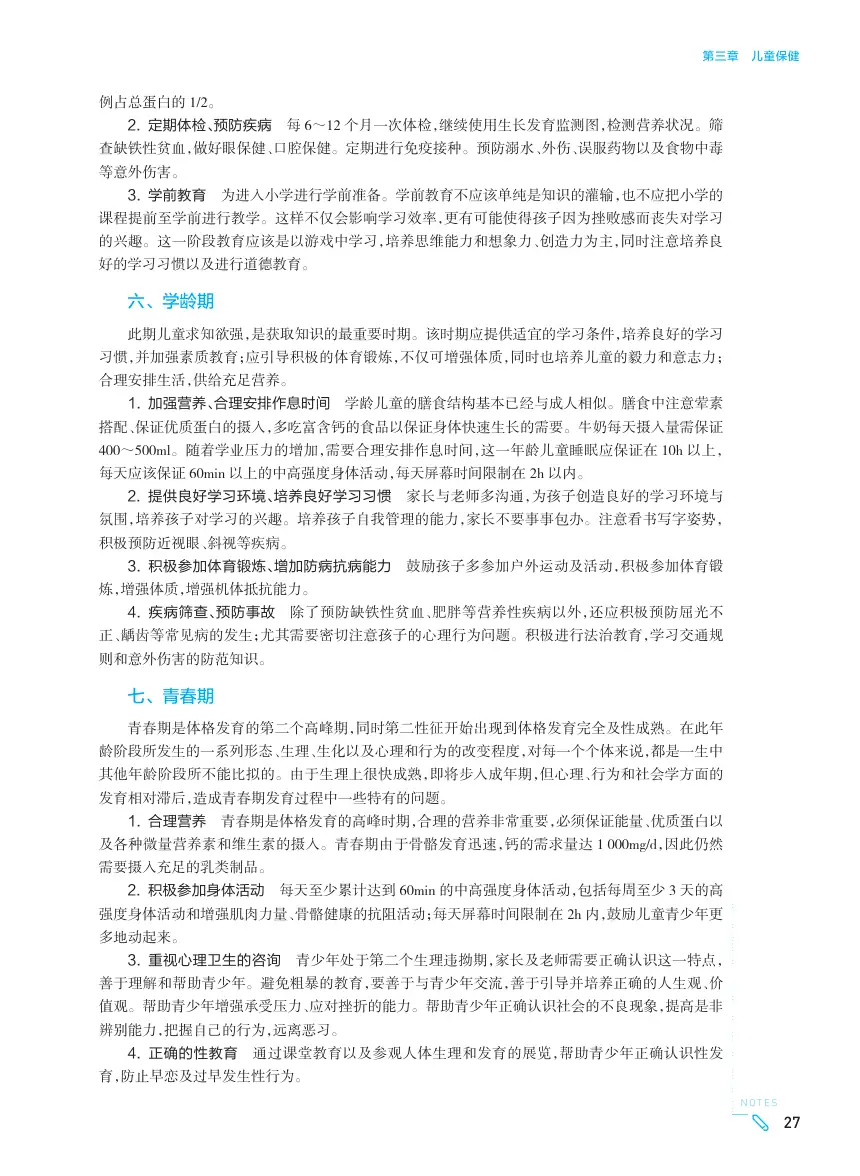 第三章　儿童保健
例占总蛋白的 1/2。
2. 定期体检、预防疾病　每 6～12 个月一次体检,继续使用生长发育监测图,检测营养状况。筛
查缺铁性贫血,做好眼保健、口腔保健。定期进行免疫接种。预防溺水、外伤、误服药物以及食物中毒
等意外伤害。
3. 学前教育　为进入小学进行学前准备。学前教育不应该单纯是知识的灌输,也不应把小学的
课程提前至学前进行教学。这样不仅会影响学习效率,更有可能使得孩子因为挫败感而丧失对学习
的兴趣。这一阶段教育应该是以游戏中学习,培养思维能力和想象力、创造力为主,同时注意培养良
好的学习习惯以及进行道德教育。
六、学龄期
此期儿童求知欲强,是获取知识的最重要时期。该时期应提供适宜的学习条件,培养良好的学习
习惯,并加强素质教育;应引导积极的体育锻炼,不仅可增强体质,同时也培养儿童的毅力和意志力;
合理安排生活,供给充足营养。
1. 加强营养、合理安排作息时间　学龄儿童的膳食结构基本已经与成人相似。膳食中注意荤素
搭配、保证优质蛋白的摄入,多吃富含钙的食品以保证身体快速生长的需要。牛奶每天摄入量需保证
400～500ml。随着学业压力的增加,需要合理安排作息时间,这一年龄儿童睡眠应保证在 10h 以上,
每天应该保证 60min 以上的中高强度身体活动,每天屏幕时间限制在 2h 以内。
2. 提供良好学习环境、培养良好学习习惯　家长与老师多沟通,为孩子创造良好的学习环境与
氛围,培养孩子对学习的兴趣。培养孩子自我管理的能力,家长不要事事包办。注意看书写字姿势,
积极预防近视眼、斜视等疾病。
3. 积极参加体育锻炼、增加防病抗病能力　鼓励孩子多参加户外运动及活动,积极参加体育锻
炼,增强体质,增强机体抵抗能力。
4. 疾病筛查、预防事故　除了预防缺铁性贫血、肥胖等营养性疾病以外,还应积极预防屈光不
正、龋齿等常见病的发生;尤其需要密切注意孩子的心理行为问题。积极进行法治教育,学习交通规
则和意外伤害的防范知识。
七、青春期
青春期是体格发育的第二个高峰期,同时第二性征开始出现到体格发育完全及性成熟。在此年
龄阶段所发生的一系列形态、生理、生化以及心理和行为的改变程度,对每一个个体来说,都是一生中
其他年龄阶段所不能比拟的。由于生理上很快成熟,即将步入成年期,但心理、行为和社会学方面的
发育相对滞后,造成青春期发育过程中一些特有的问题。
1. 合理营养　青春期是体格发育的高峰时期,合理的营养非常重要,必须保证能量、优质蛋白以
及各种微量营养素和维生素的摄入。青春期由于骨骼发育迅速,钙的需求量达 1 000mg/d,因此仍然
需要摄入充足的乳类制品。
2. 积极参加身体活动　每天至少累计达到 60min 的中高强度身体活动,包括每周至少 3 天的高
强度身体活动和增强肌肉力量、骨骼健康的抗阻活动;每天屏幕时间限制在 2h 内,鼓励儿童青少年更
多地动起来。
3. 重视心理卫生的咨询　青少年处于第二个生理违拗期,家长及老师需要正确认识这一特点,
善于理解和帮助青少年。避免粗暴的教育,要善于与青少年交流,善于引导并培养正确的人生观、价
值观。帮助青少年增强承受压力、应对挫折的能力。帮助青少年正确认识社会的不良现象,提高是非
辨别能力,把握自己的行为,远离恶习。
4. 正确的性教育　通过课堂教育以及参观人体生理和发育的展览,帮助青少年正确认识性发
育,防止早恋及过早发生性行为。
NOTES
27